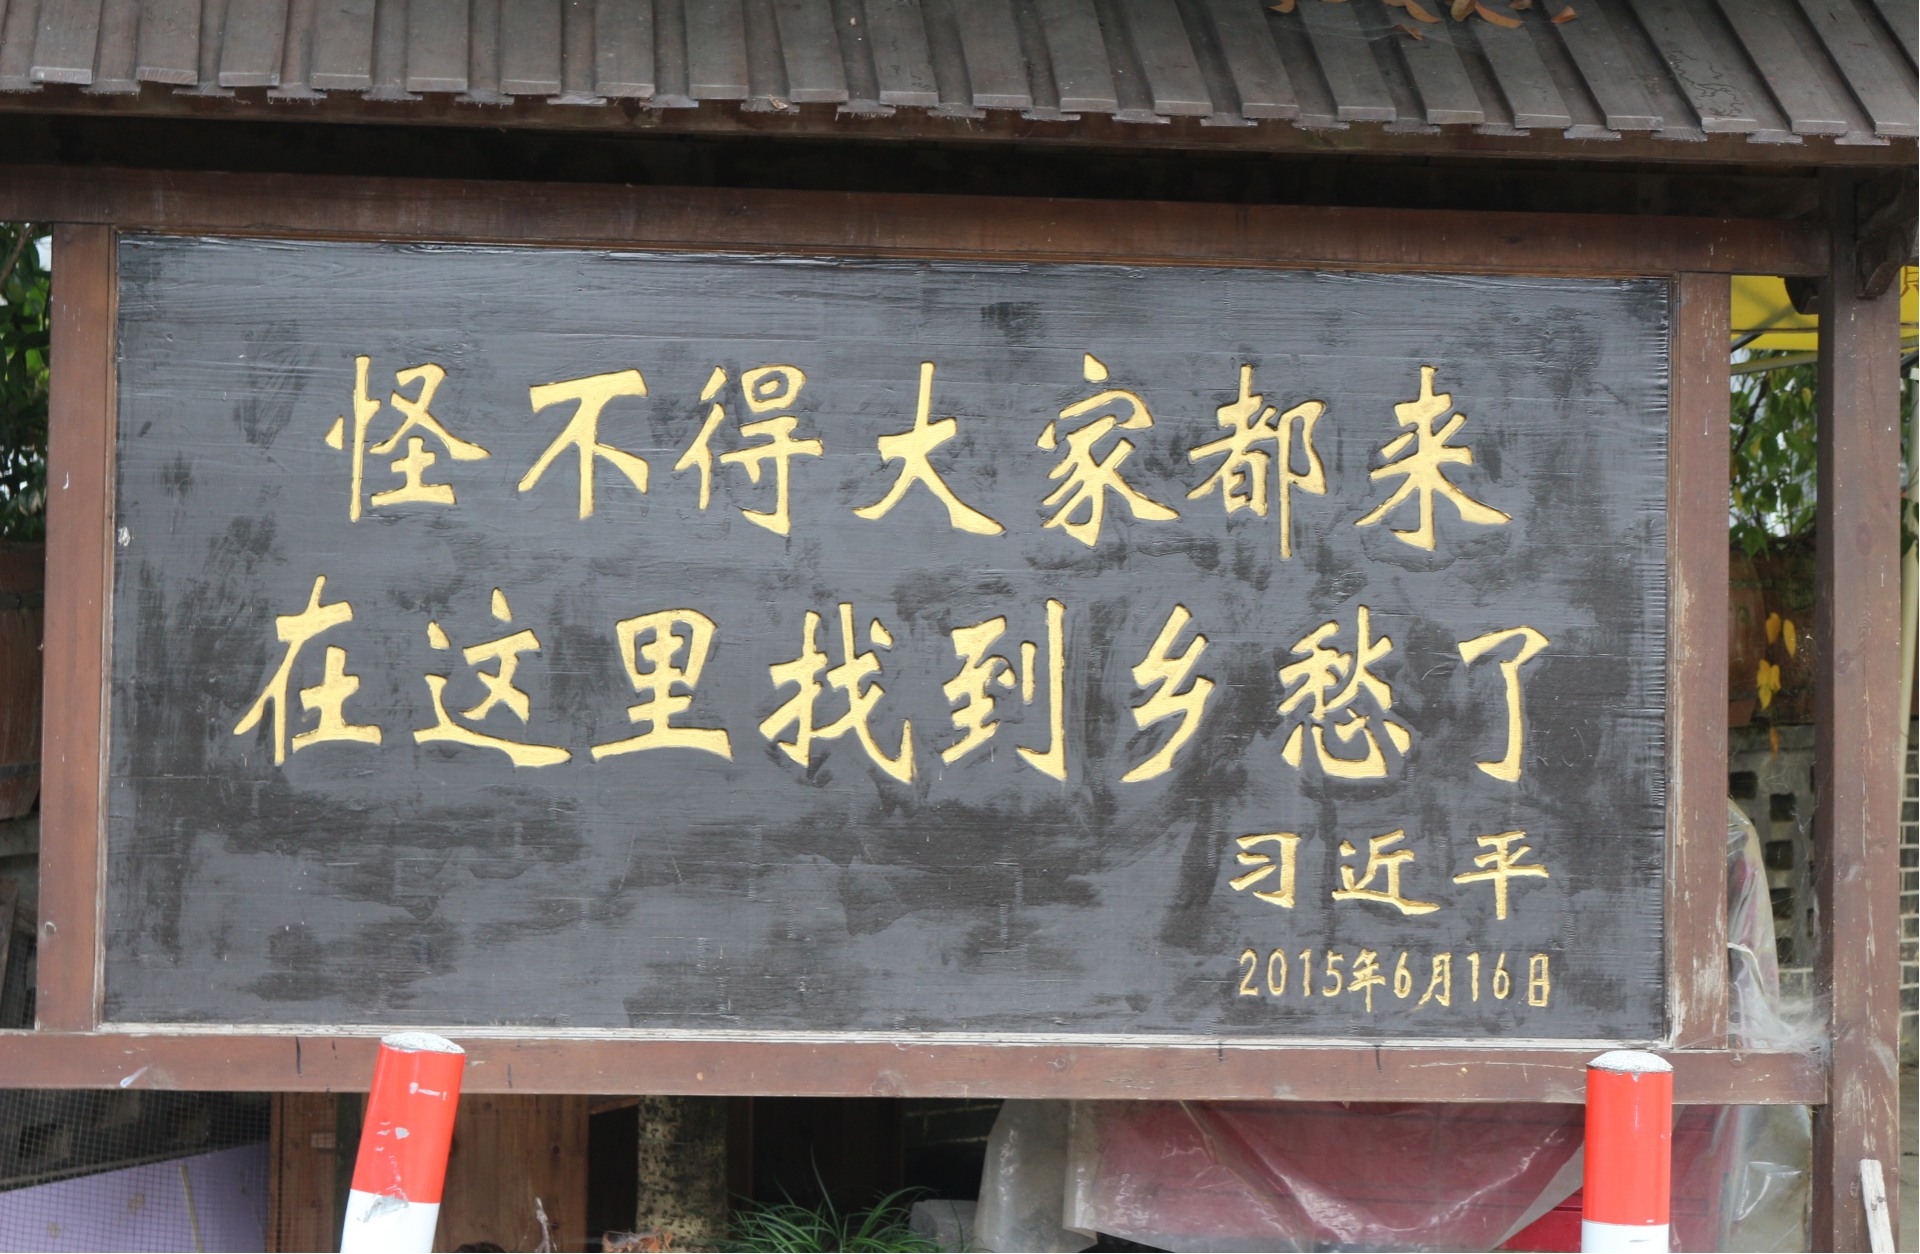 怪不得大家都来
在这里找到乡愁了
习近平
2015年6月16日